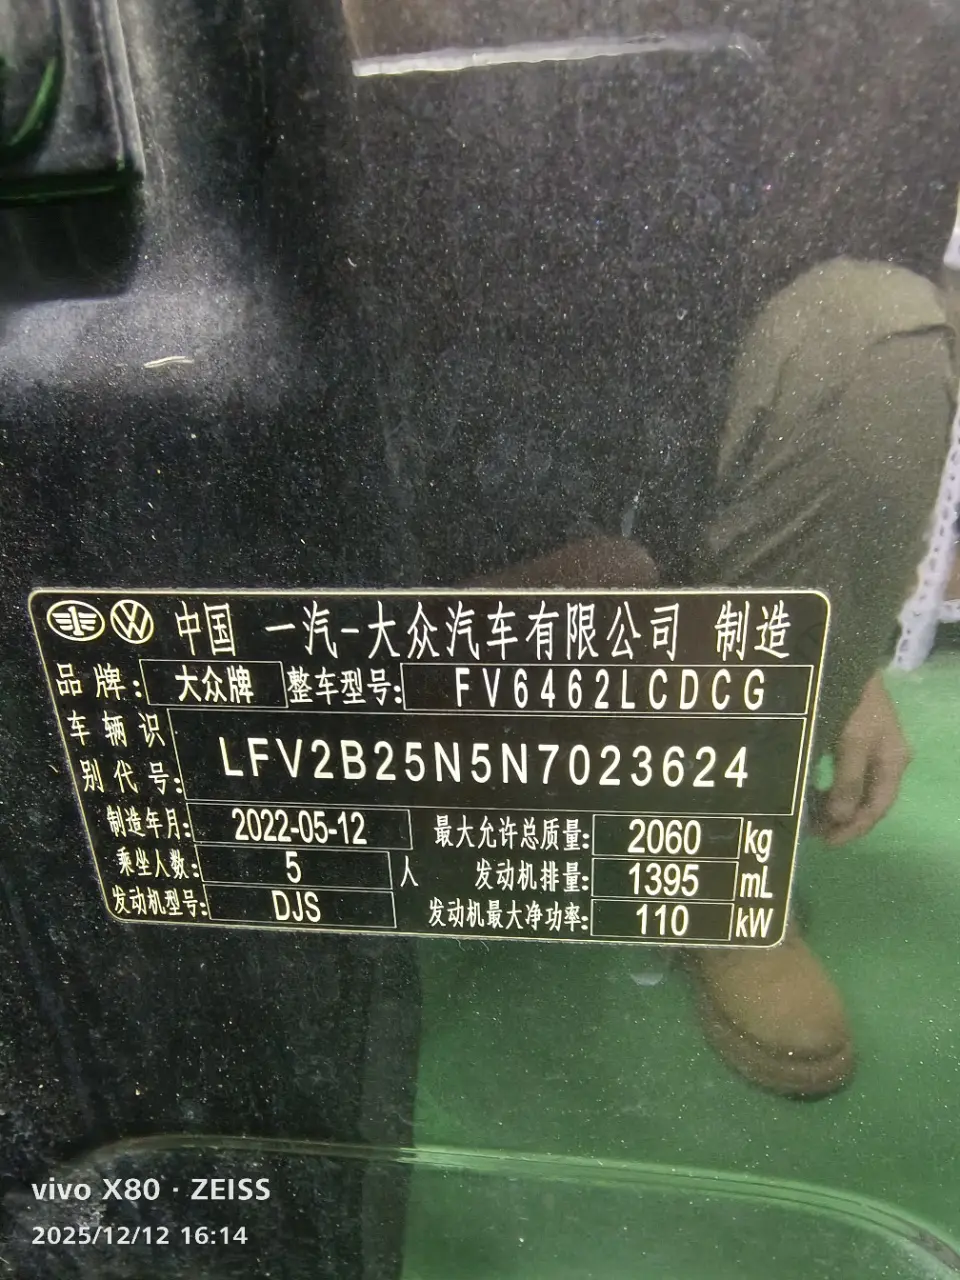 中国 一汽-大众汽车有限公司 制造
品牌: 大众牌 整车型号: FV6462LCDCG
车辆识别代号: LFV2B25N5N7023624
制造年月: 2022-05-12 最大允许总质量: 2060 kg
乘坐人数: 5 人 发动机排量: 1395 mL
发动机型号: DJS 发动机最大净功率: 110 kW
vivo X80 · ZEISS
2025/12/12 16:14